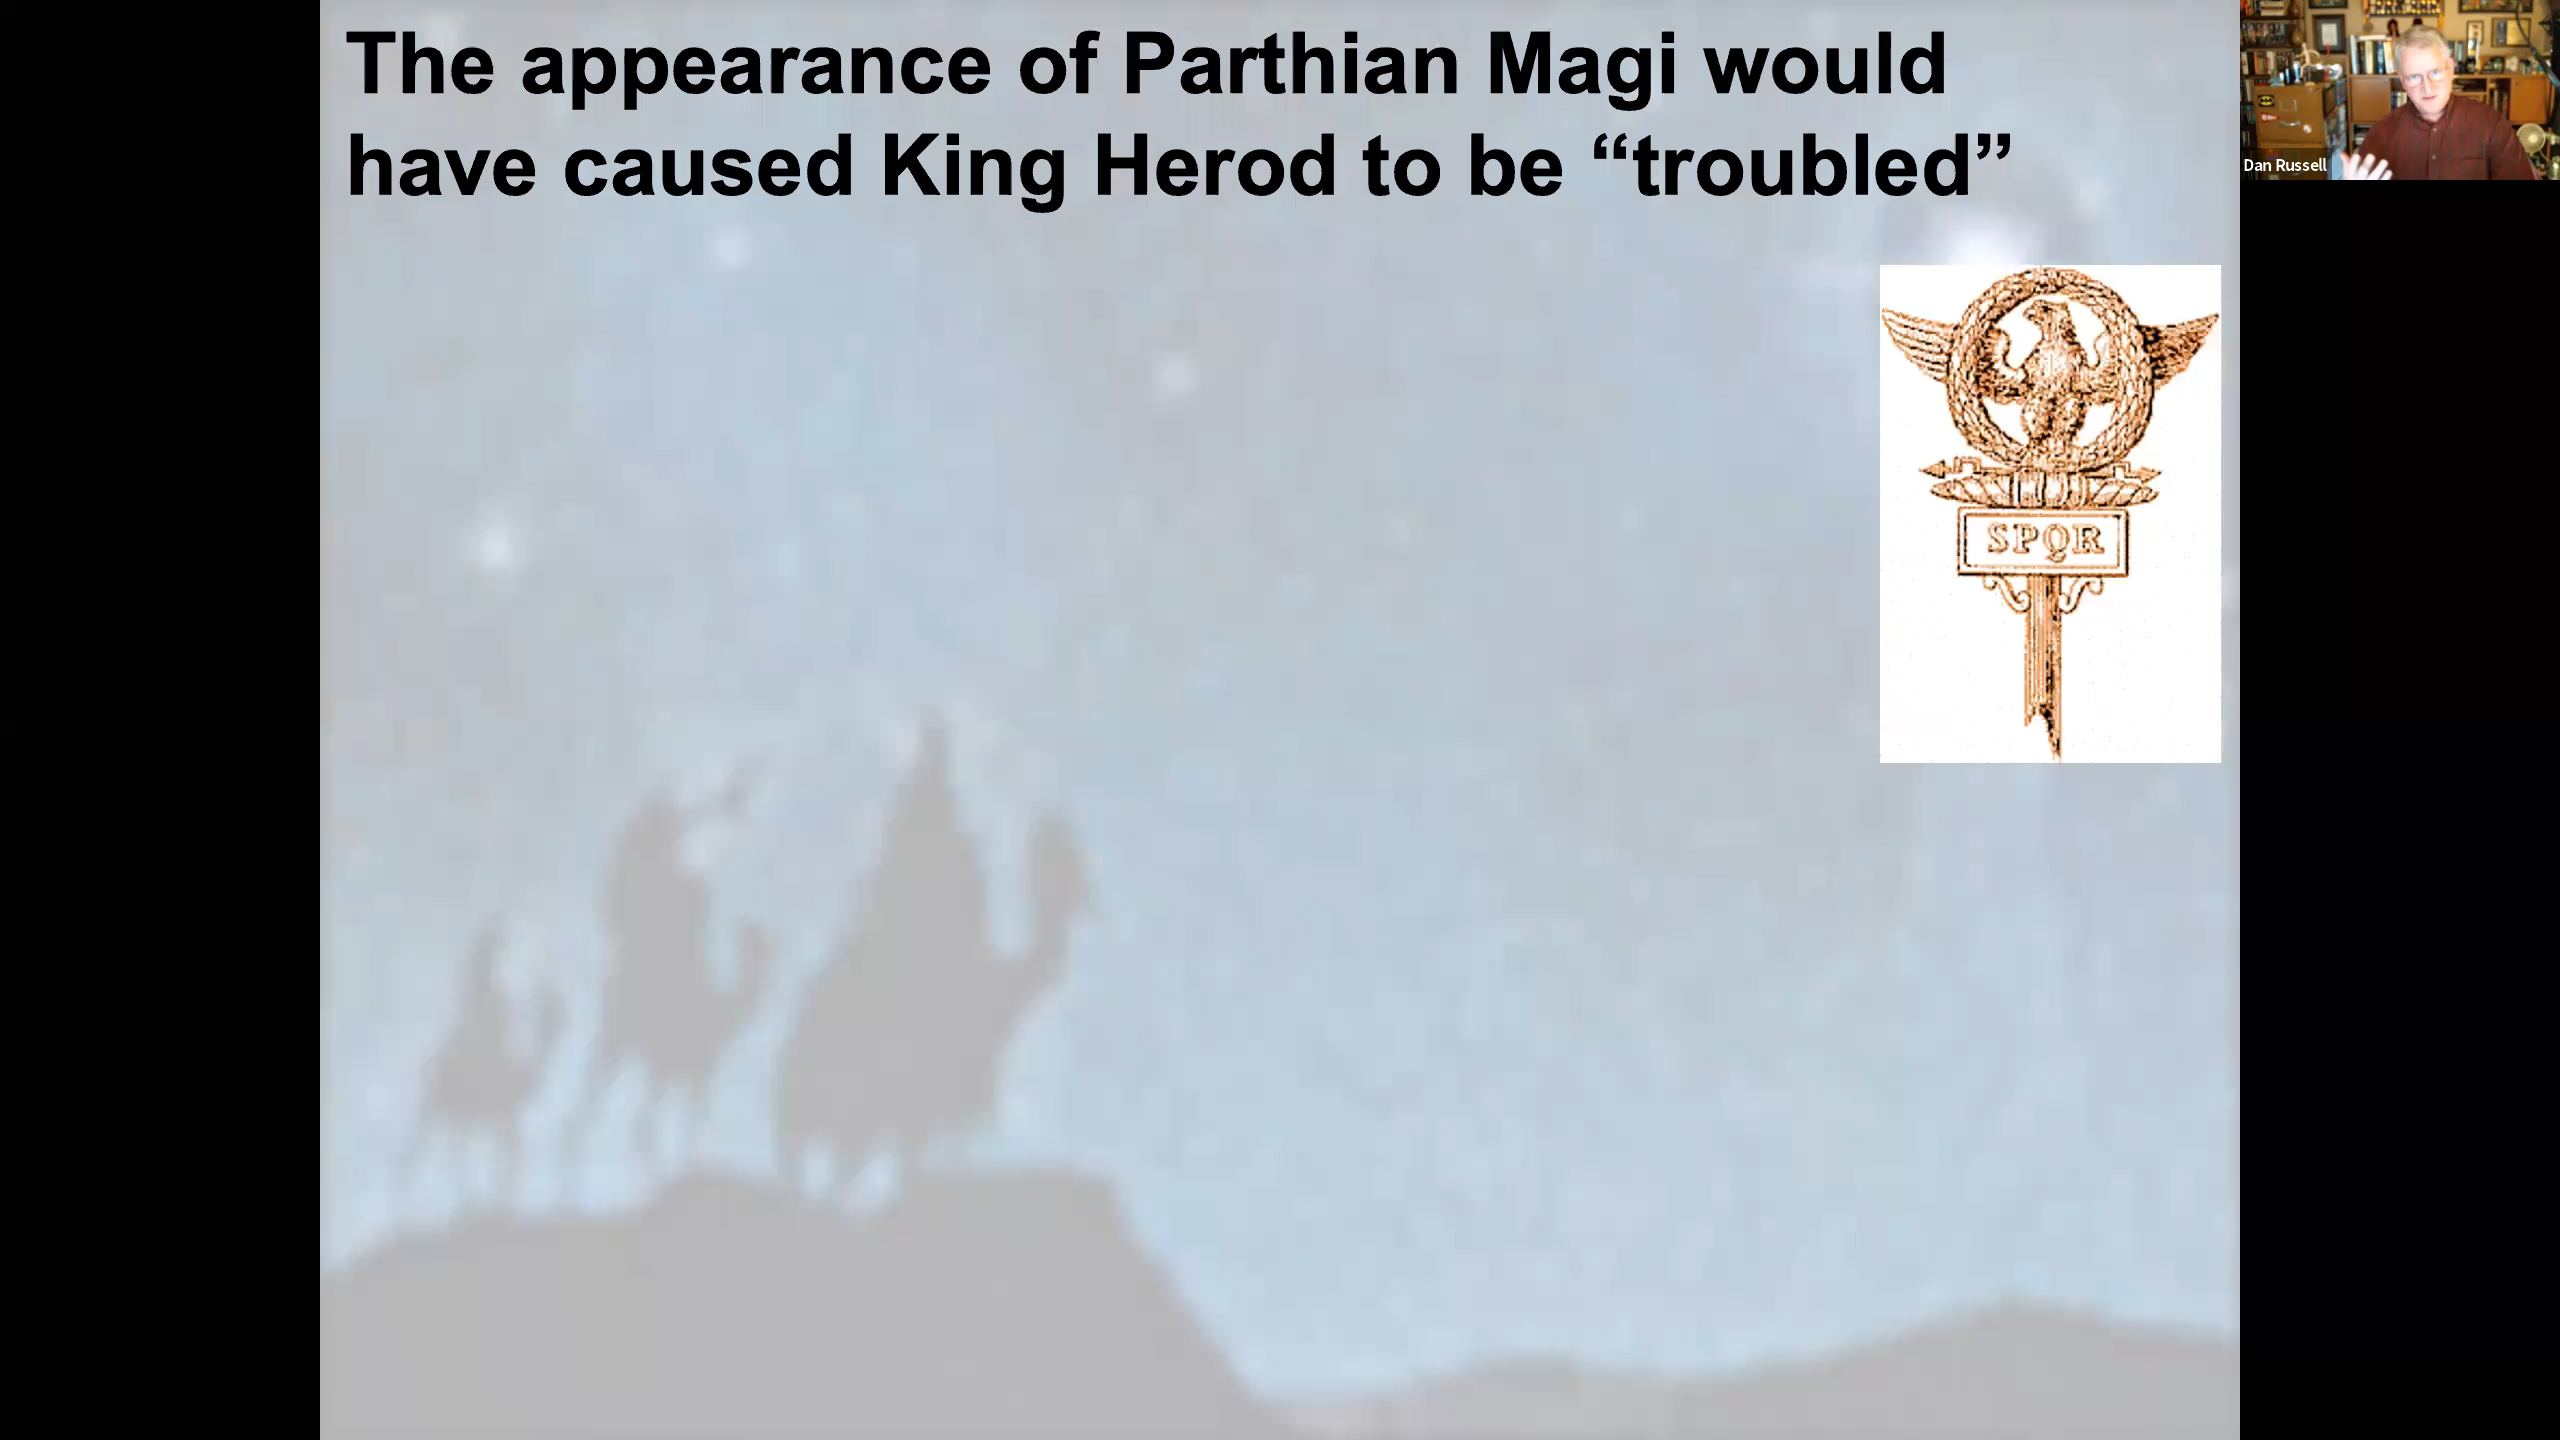 The appearance of Parthian Magi would
have caused King Herod to be “troubled”
Dan Russell
SPQR